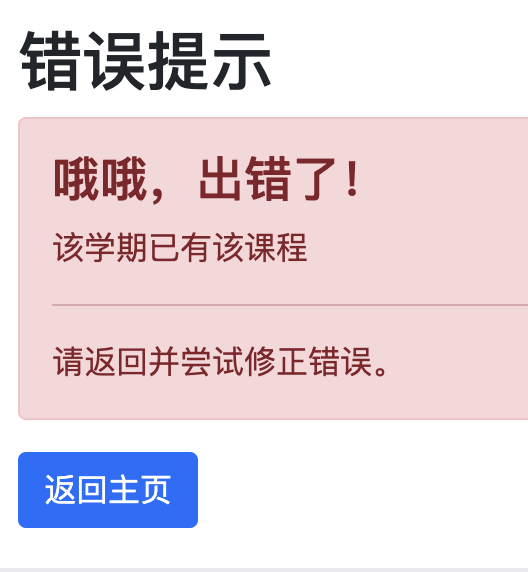 错误提示
哦哦，出错了！
该学期已有该课程
请返回并尝试修正错误。
返回主页